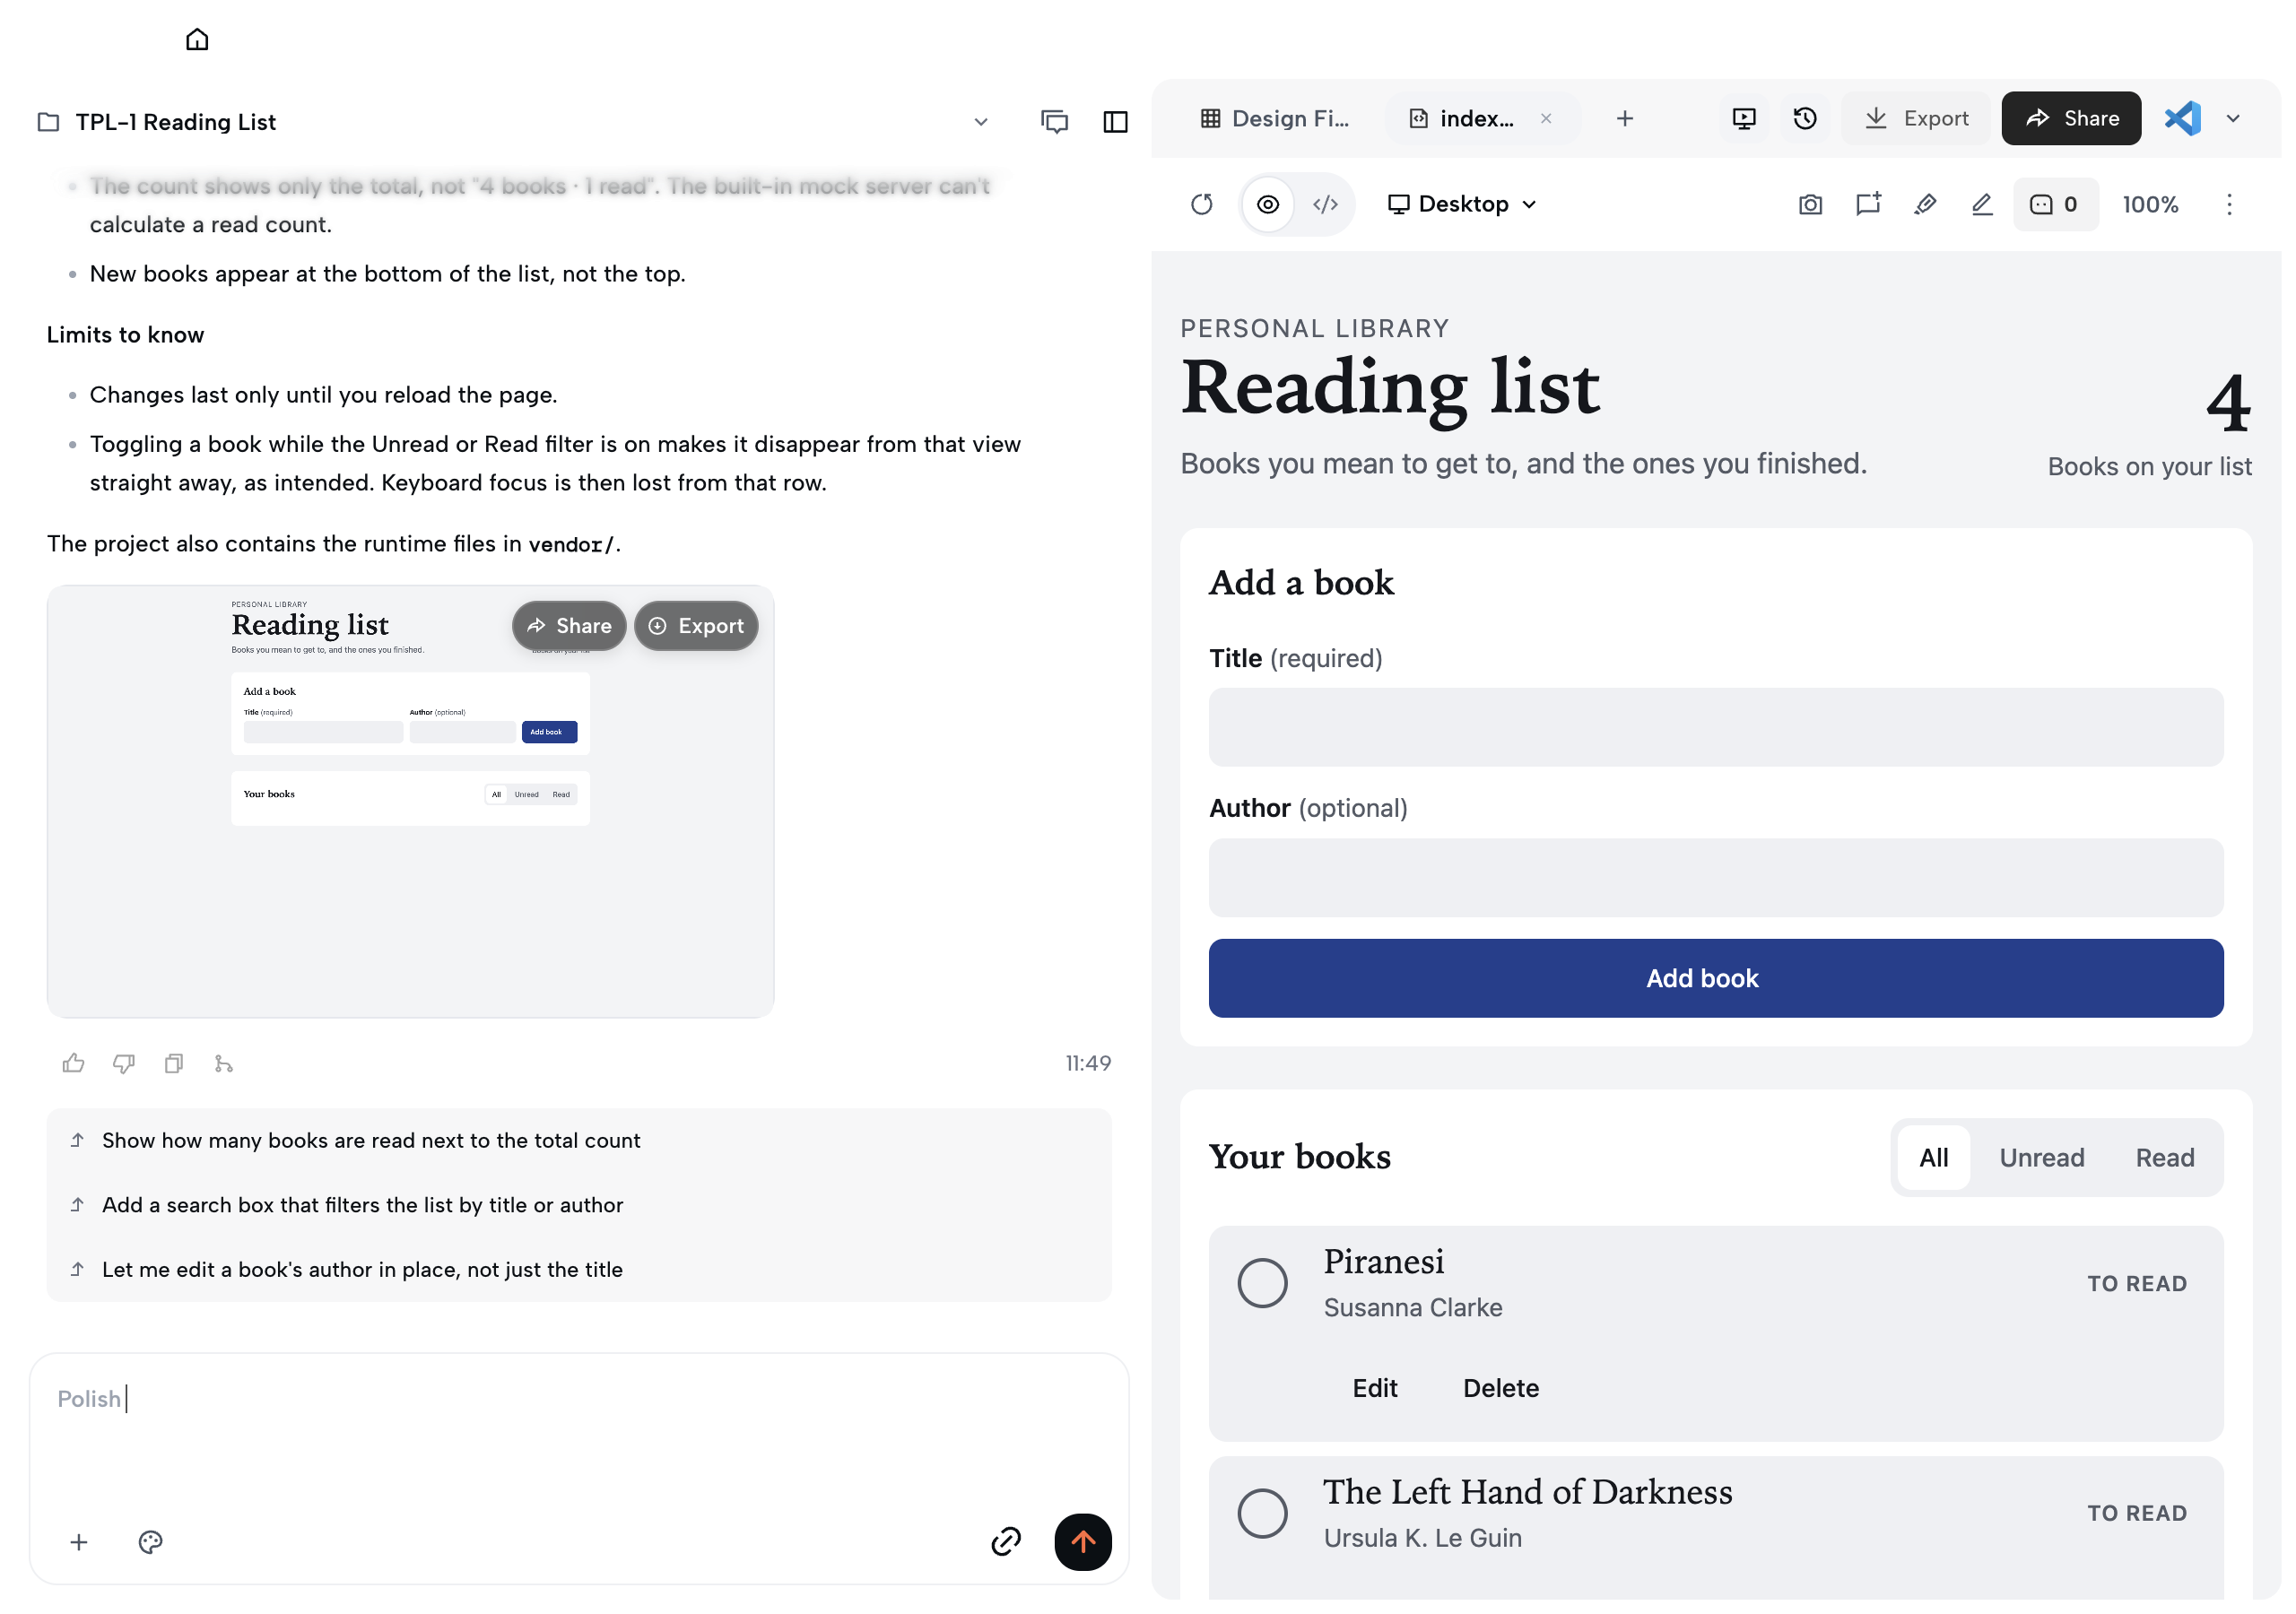 TPL-1 Reading List
The count shows only the total, not "4 books · 1 read". The built-in mock server can't
calculate a read count.
New books appear at the bottom of the list, not the top.
Limits to know
Changes last only until you reload the page.
Toggling a book while the Unread or Read filter is on makes it disappear from that view
straight away, as intended. Keyboard focus is then lost from that row.
The project also contains the runtime files in vendor/.
PERSONAL LIBRARY
Reading list
Books you mean to get to, and the ones you finished.
Books on your list
Share
Export
Add a book
Title (required)
Author (optional)
Add book
Your books
All
Unread
Read
11:49
Show how many books are read next to the total count
Add a search box that filters the list by title or author
Let me edit a book's author in place, not just the title
Polish
Design Fi...
index...
Export
Share
Desktop
0
100%
PERSONAL LIBRARY
Reading list
Books you mean to get to, and the ones you finished.
4
Books on your list
Add a book
Title (required)
Author (optional)
Add book
Your books
All
Unread
Read
Piranesi
Susanna Clarke
TO READ
Edit
Delete
The Left Hand of Darkness
Ursula K. Le Guin
TO READ